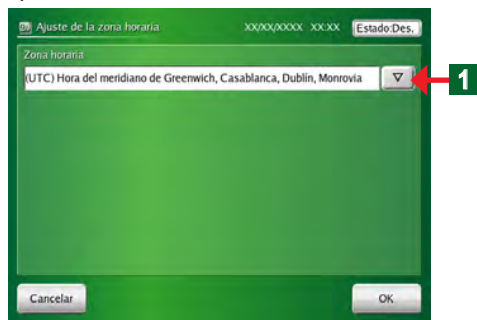 Ajuste de la zona horaria XX/XX/XXXX XX:XX Estado:Des.
Zona horaria
(UTC) Hora del meridiano de Greenwich, Casablanca, Dublín, Monrovia
1
Cancelar OK